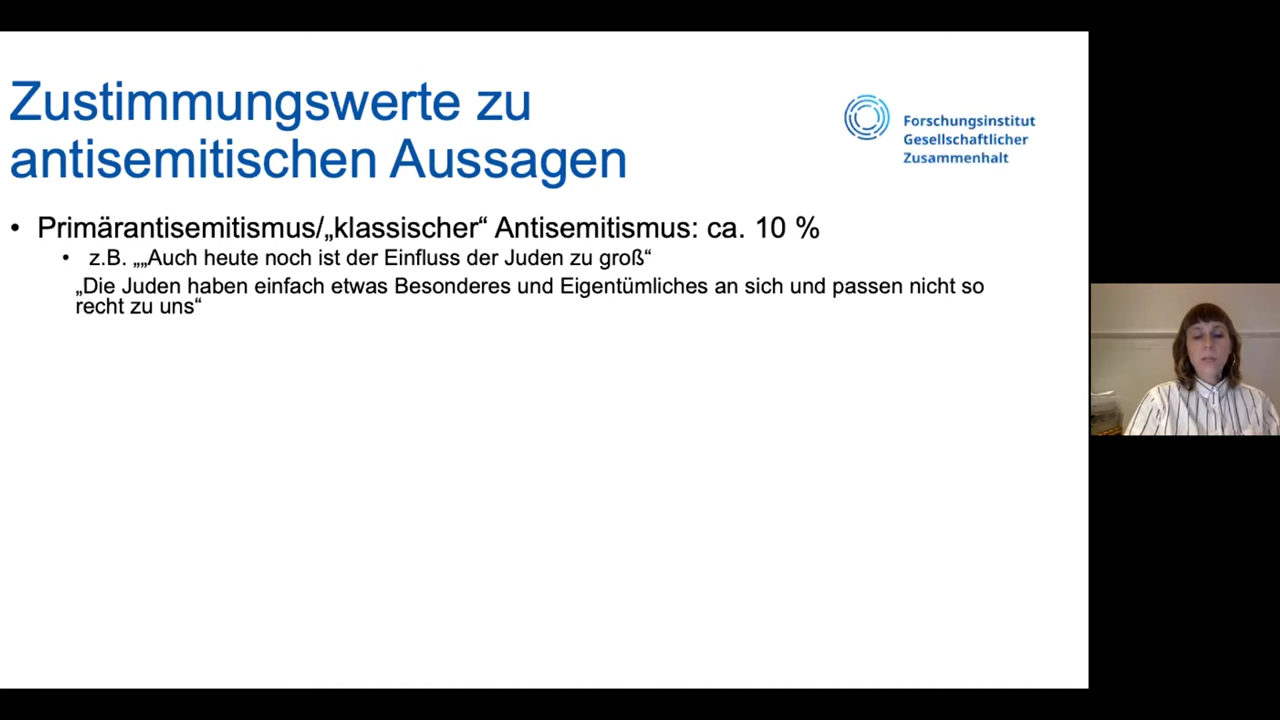 Zustimmungswerte zu
antisemitischen Aussagen
Forschungsinstitut
Gesellschaftlicher
Zusammenhalt
• Primärantisemitismus/„klassischer“ Antisemitismus: ca. 10 %
• z.B. „„Auch heute noch ist der Einfluss der Juden zu groß“
„Die Juden haben einfach etwas Besonderes und Eigentümliches an sich und passen nicht so
recht zu uns“